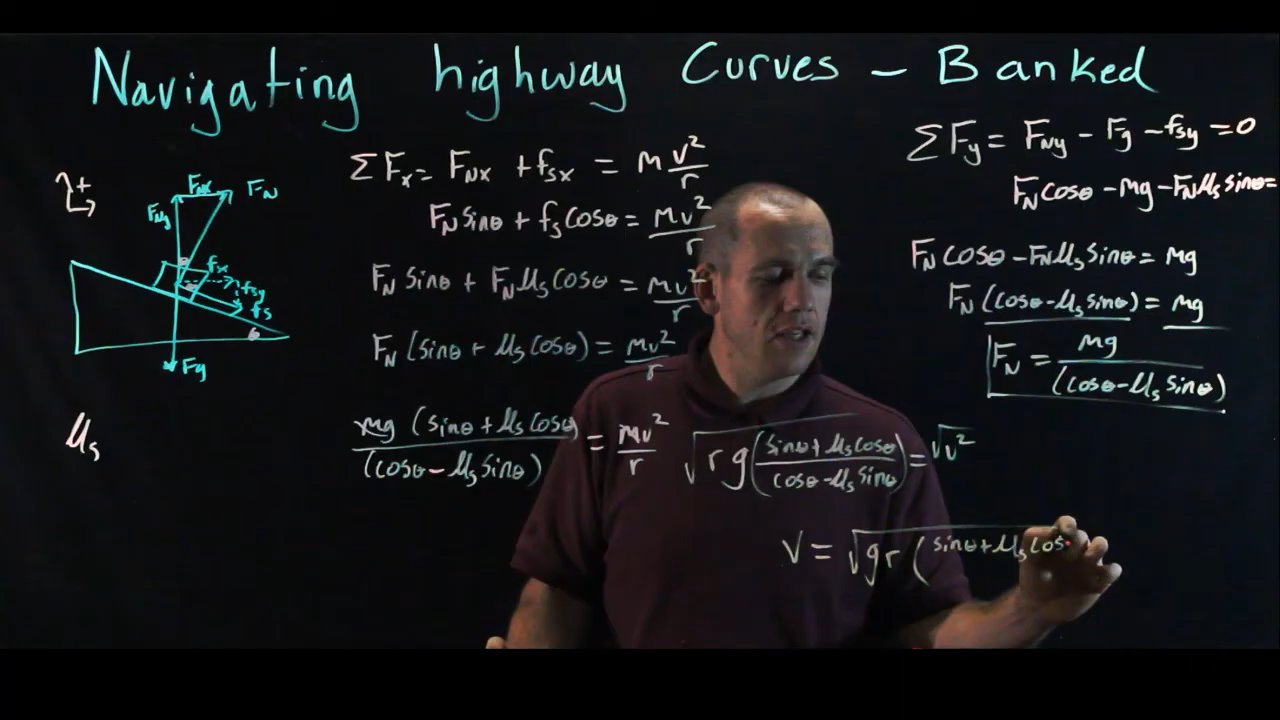 Navigating highway Curves - Banked
ΣFx = FNx + fsx = m v²/r
FN sinθ + fs cosθ = mv²/r
FN sinθ + FN μs cosθ = mv²/r
FN (sinθ + μs cosθ) = mv²/r
mg (sinθ + μs cosθ)/(cosθ - μs sinθ) = mv²/r
√rg(sinθ + μs cosθ/cosθ - μs sinθ) = √v²
V = √gr (sinθ + μs cos
ΣFy = FNy - Fg - fsy = 0
FN cosθ - mg - FN μs sinθ =
FN cosθ - FN μs sinθ = mg
FN (cosθ - μs sinθ) = mg
FN = mg/(cosθ - μs sinθ)
+
FNx
FN
FNy
θ
fx
fsy
θ
fs
θ
Fg
μs